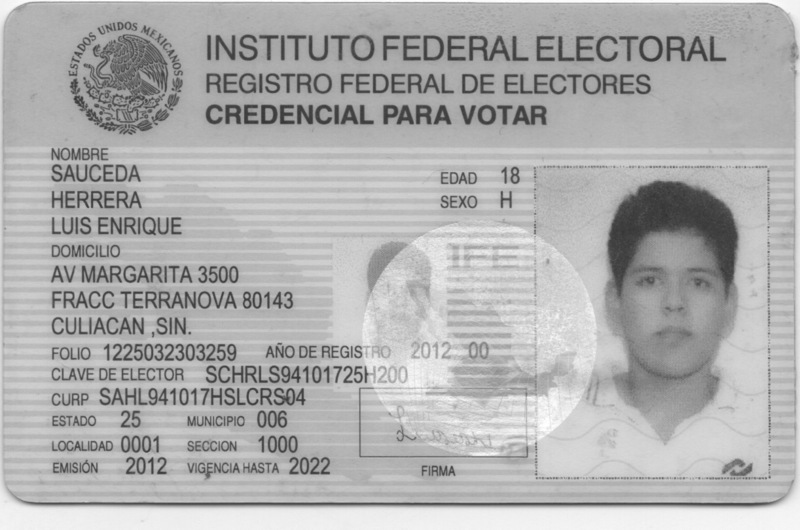 ESTADOS UNIDOS MEXICANOS
INSTITUTO FEDERAL ELECTORAL
REGISTRO FEDERAL DE ELECTORES
CREDENCIAL PARA VOTAR
NOMBRE
SAUCEDA
HERRERA
LUIS ENRIQUE
EDAD 18
SEXO H
DOMICILIO
AV MARGARITA 3500
FRACC TERRANOVA 80143
CULIACAN ,SIN.
IFE
FOLIO 1225032303259 AÑO DE REGISTRO 2012 00
CLAVE DE ELECTOR SCHRLS94101725H200
CURP SAHL941017HSLCRS04
ESTADO 25 MUNICIPIO 006
LOCALIDAD 0001 SECCION 1000
EMISIÓN 2012 VIGENCIA HASTA 2022
FIRMA